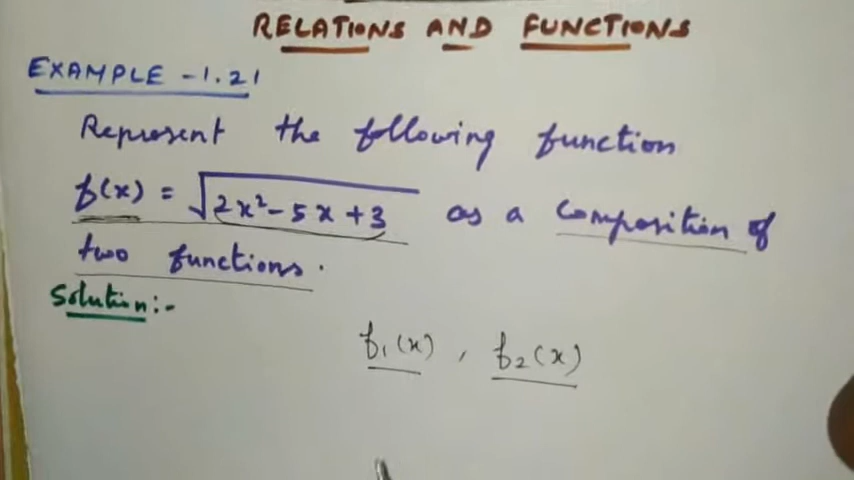 RELATIONS AND FUNCTIONS
EXAMPLE - 1.21
Represent the following function
f(x) = √2x²-5x+3 as a Composition of
two functions.
Solution:-
f₁(x), f₂(x)